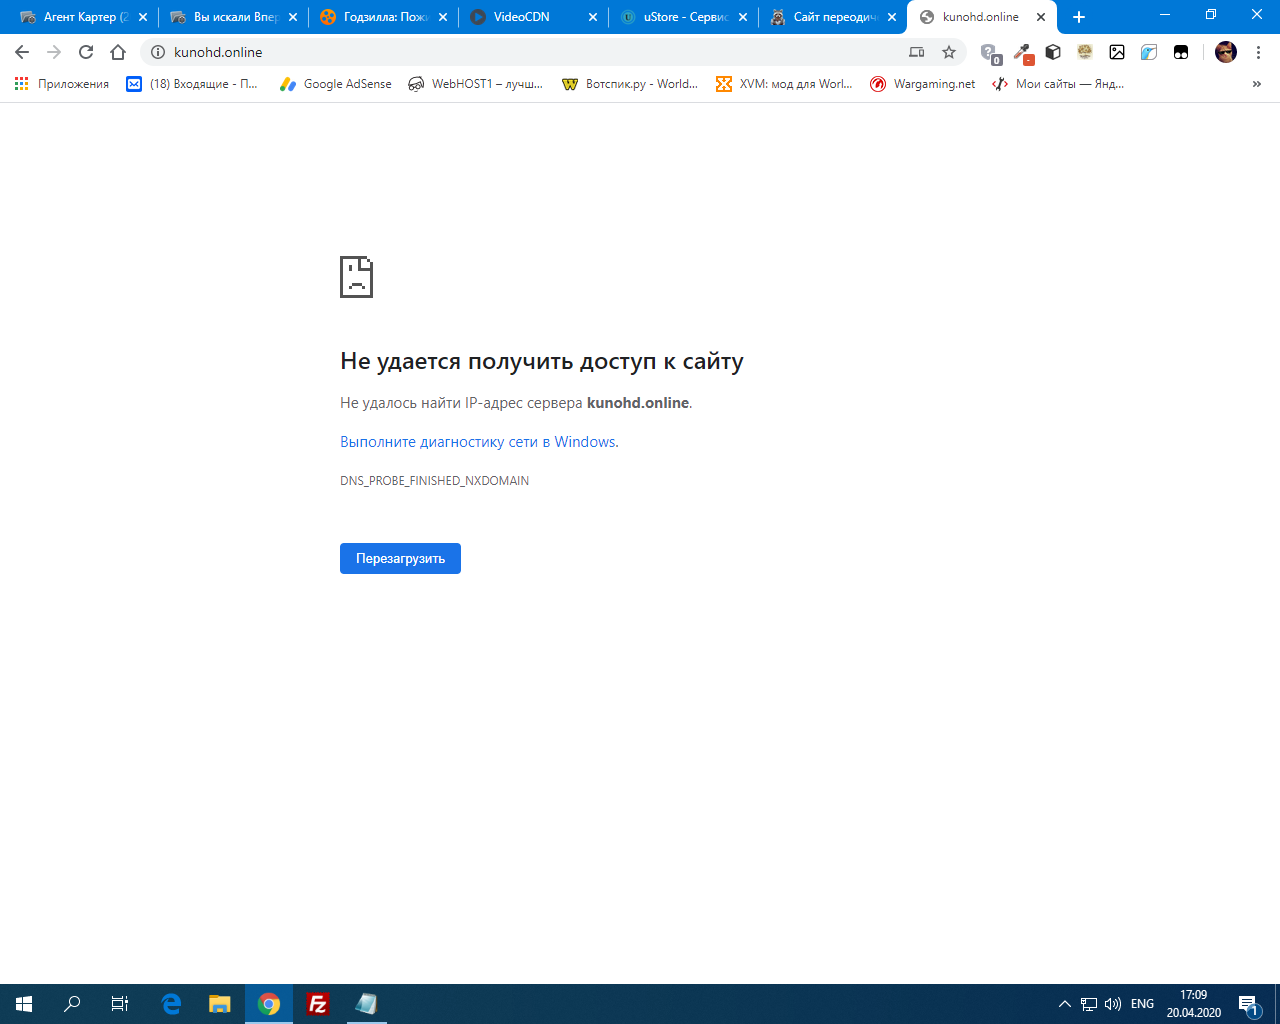 Агент Картер (2
Вы искали Впер
Годзилла: Пожи
VideoCDN
uStore - Сервис
Сайт переодич
kunohd.online
kunohd.online
0
-
Приложения
(18) Входящие - П...
Google AdSense
WebHOST1 – лучш...
Вотспик.ру - World...
XVM: мод для Worl...
Wargaming.net
Мои сайты — Янд...
»
Не удается получить доступ к сайту
Не удалось найти IP-адрес сервера kunohd.online.
Выполните диагностику сети в Windows.
DNS_PROBE_FINISHED_NXDOMAIN
Перезагрузить
ENG
17:09
20.04.2020
1